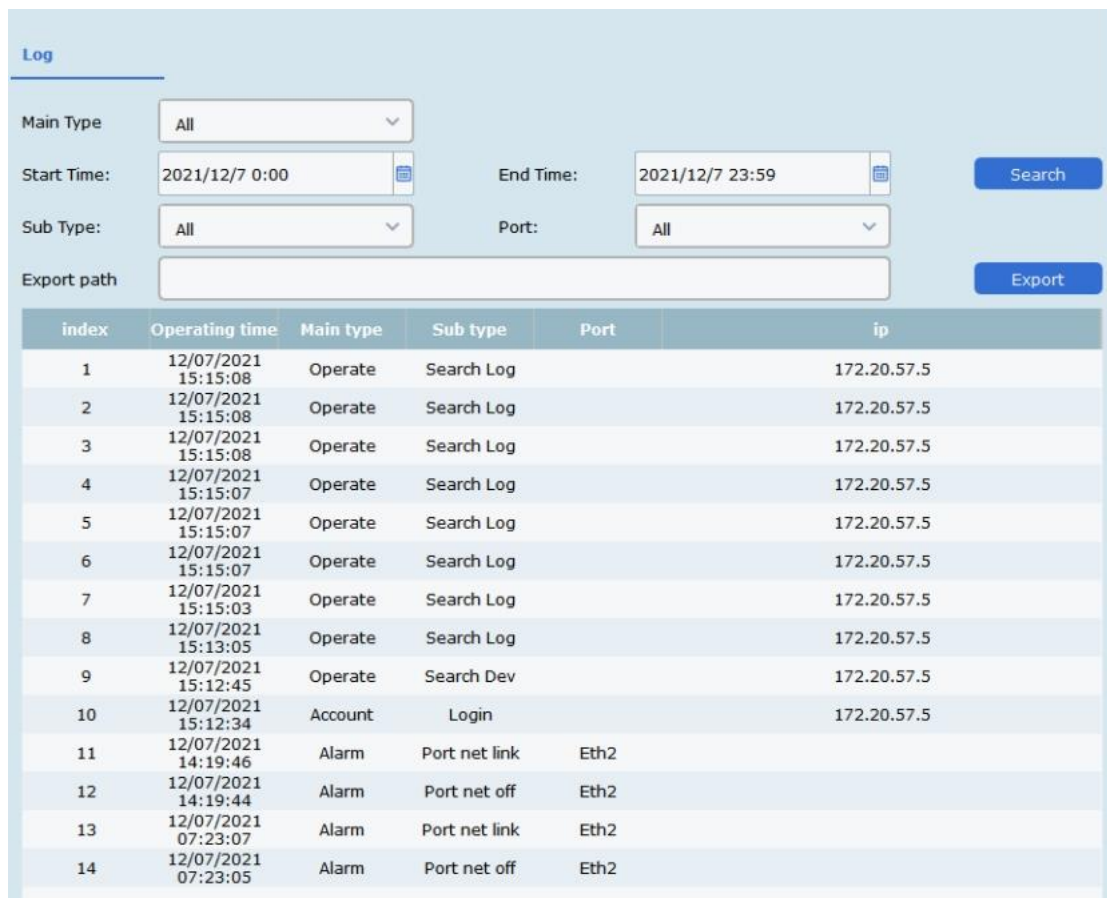 Log
Main Type All
Start Time: 2021/12/7 0:00 End Time: 2021/12/7 23:59 Search
Sub Type: All Port: All
Export path Export
index Operating time Main type Sub type Port ip
1 12/07/2021 15:15:08 Operate Search Log 172.20.57.5
2 12/07/2021 15:15:08 Operate Search Log 172.20.57.5
3 12/07/2021 15:15:08 Operate Search Log 172.20.57.5
4 12/07/2021 15:15:07 Operate Search Log 172.20.57.5
5 12/07/2021 15:15:07 Operate Search Log 172.20.57.5
6 12/07/2021 15:15:07 Operate Search Log 172.20.57.5
7 12/07/2021 15:15:03 Operate Search Log 172.20.57.5
8 12/07/2021 15:13:05 Operate Search Log 172.20.57.5
9 12/07/2021 15:12:45 Operate Search Dev 172.20.57.5
10 12/07/2021 15:12:34 Account Login 172.20.57.5
11 12/07/2021 14:19:46 Alarm Port net link Eth2
12 12/07/2021 14:19:44 Alarm Port net off Eth2
13 12/07/2021 07:23:07 Alarm Port net link Eth2
14 12/07/2021 07:23:05 Alarm Port net off Eth2